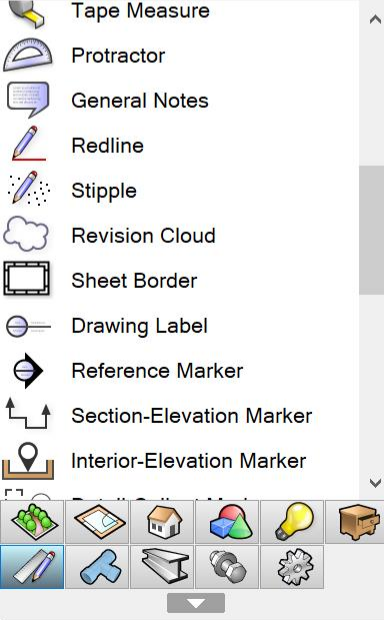 Tape Measure
Protractor
General Notes
Redline
Stipple
Revision Cloud
Sheet Border
Drawing Label
Reference Marker
Section-Elevation Marker
Interior-Elevation Marker